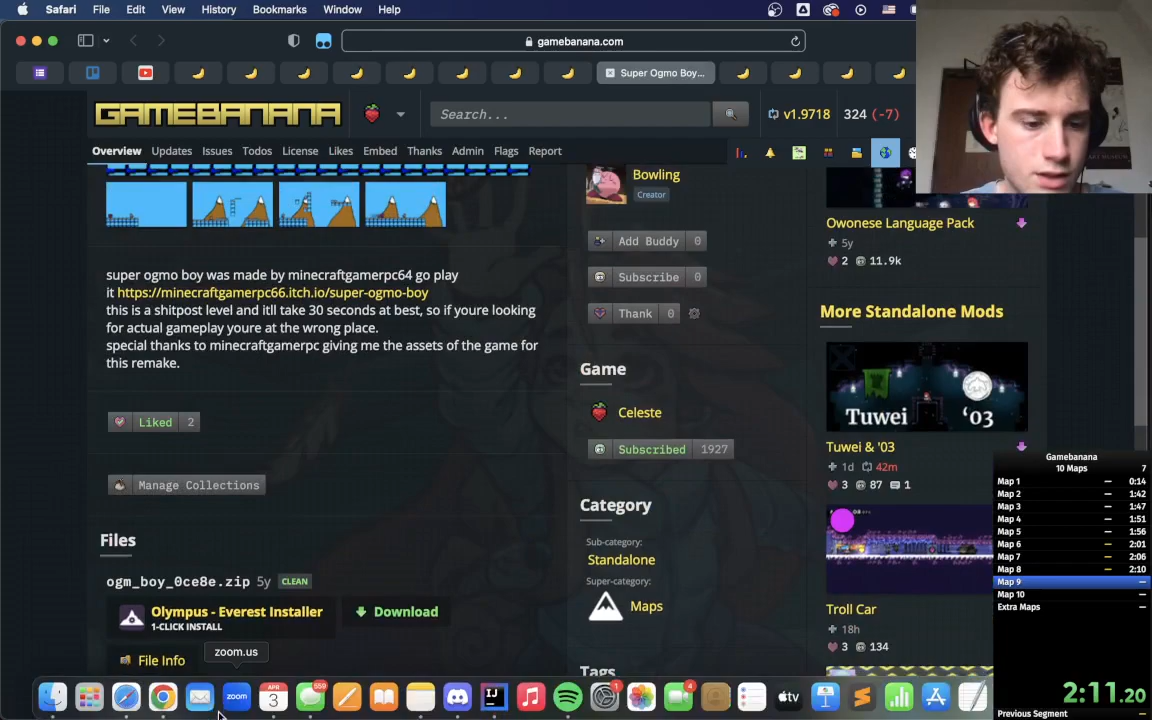 Safari File Edit View History Bookmarks Window Help
gamebanana.com
Super Ogmo Boy...
GAMEBANANA
Search...
v1.9718
324 (-7)
Overview Updates Issues Todos License Likes Embed Thanks Admin Flags Report
Bowling
Creator
Add Buddy 0
Subscribe 0
Thank 0
Owonese Language Pack
5y
2 11.9k
super ogmo boy was made by minecraftgamerpc64 go play
it https://minecraftgamerpc66.itch.io/super-ogmo-boy
this is a shitpost level and itll take 30 seconds at best, so if youre looking
for actual gameplay youre at the wrong place.
special thanks to minecraftgamerpc giving me the assets of the game for
this remake.
Liked 2
Manage Collections
Files
ogm_boy_0ce8e.zip 5y CLEAN
Olympus - Everest Installer
1-CLICK INSTALL
Download
File Info
zoom.us
Game
Celeste
Subscribed 1927
Category
Sub-category:
Standalone
Super-category:
Maps
Tags
More Standalone Mods
Tuwei '03
Tuwei & '03
1d 42m
3 87 1
Troll Car
18h
3 134
Gamebanana
10 Maps 7
Map 1 — 0:14
Map 2 — 1:42
Map 3 — 1:47
Map 4 — 1:51
Map 5 — 1:56
Map 6 — 2:01
Map 7 — 2:06
Map 8 — 2:10
Map 9 —
Map 10 —
Extra Maps —
2:11.20
Previous Segment —
zoom
APR
3
559
IJ
1
4
tv